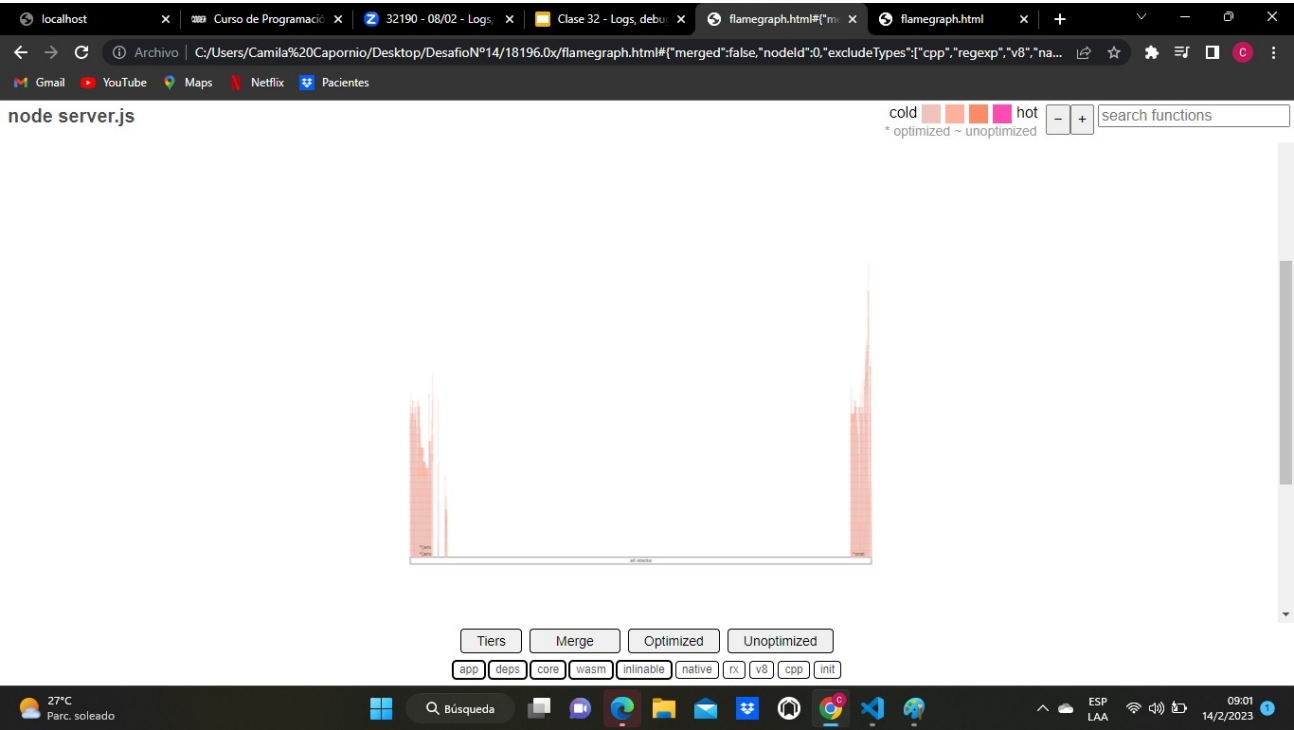 localhost
Curso de Programació
32190 - 08/02 - Logs,
Clase 32 - Logs, debu
flamegraph.html#{"m
flamegraph.html
Archivo | C:/Users/Camila%20Capornio/Desktop/DesafioNº14/18196.0x/flamegraph.html#{"merged":false,"nodeId":0,"excludeTypes":["cpp","regexp","v8","na...
C
Gmail YouTube Maps Netflix Pacientes
node server.js
cold hot − + search functions
* optimized ~ unoptimized
all stacks
Tiers Merge Optimized Unoptimized
app deps core wasm inlinable native rx v8 cpp init
27°C
Parc. soleado
Búsqueda
ESP
LAA
09:01
14/2/2023
1